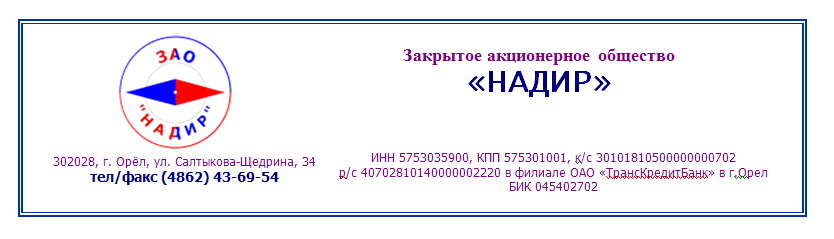 ЗАО
"НАДИР"
302028, г. Орёл, ул. Салтыкова-Щедрина, 34
тел/факс (4862) 43-69-54
Закрытое акционерное общество
«НАДИР»
ИНН 5753035900, КПП 575301001, к/с 30101810500000000702
р/с 40702810140000002220 в филиале ОАО «ТрансКредитБанк» в г.Орел
БИК 045402702